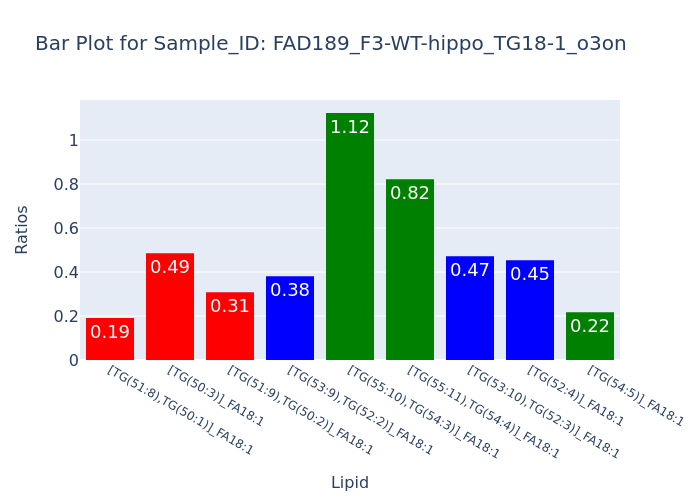 Bar Plot for Sample_ID: FAD189_F3-WT-hippo_TG18-1_o3on
Ratios
1
0.8
0.6
0.4
0.2
0
0.19
0.49
0.31
0.38
1.12
0.82
0.47
0.45
0.22
[TG(51:8),TG(50:1)]_FA18:1
[TG(50:3)]_FA18:1
[TG(51:9),TG(50:2)]_FA18:1
[TG(53:9),TG(52:2)]_FA18:1
[TG(55:10),TG(54:3)]_FA18:1
[TG(55:11),TG(54:4)]_FA18:1
[TG(53:10),TG(52:3)]_FA18:1
[TG(52:4)]_FA18:1
[TG(54:5)]_FA18:1
Lipid